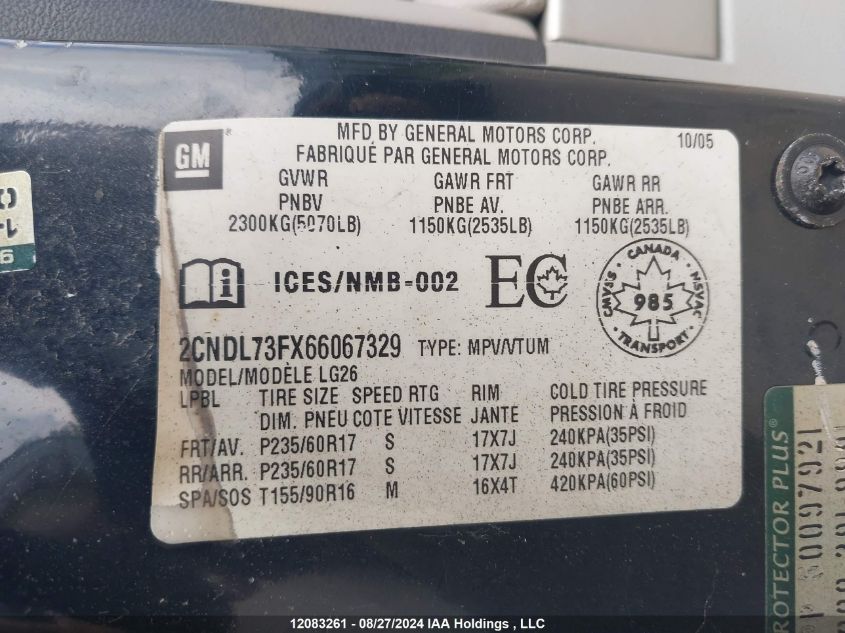 MFD BY GENERAL MOTORS CORP. 10/05
FABRIQUÉ PAR GENERAL MOTORS CORP.
GM
GVWR GAWR FRT GAWR RR
PNBV PNBE AV. PNBE ARR.
2300KG(5070LB) 1150KG(2535LB) 1150KG(2535LB)
i ICES/NMB-002 EC
CANADA
CMVSS NSVAC
985
TRANSPORT
2CNDL73FX66067329 TYPE: MPV/VTUM
MODEL/MODÈLE LG26
LPBL TIRE SIZE SPEED RTG RIM COLD TIRE PRESSURE
DIM. PNEU COTE VITESSE JANTE PRESSION À FROID
FRT/AV. P235/60R17 S 17X7J 240KPA(35PSI)
RR/ARR. P235/60R17 S 17X7J 240KPA(35PSI)
SPA/SOS T155/90R16 M 16X4T 420KPA(60PSI)
ROTECTOR PLUS®
12083261 - 08/27/2024 IAA Holdings , LLC